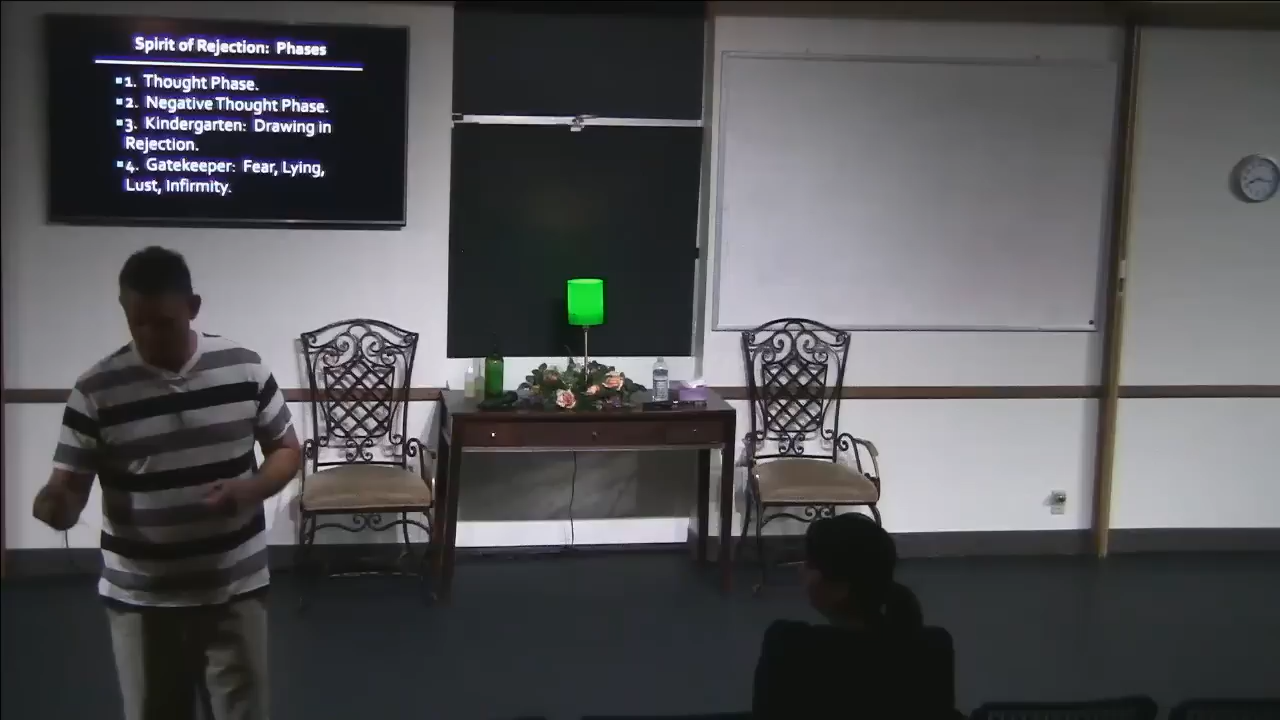 Spirit of Rejection: Phases
1. Thought Phase.
2. Negative Thought Phase.
3. Kindergarten: Drawing in
Rejection.
4. Gatekeeper: Fear, Lying,
Lust, Infirmity.